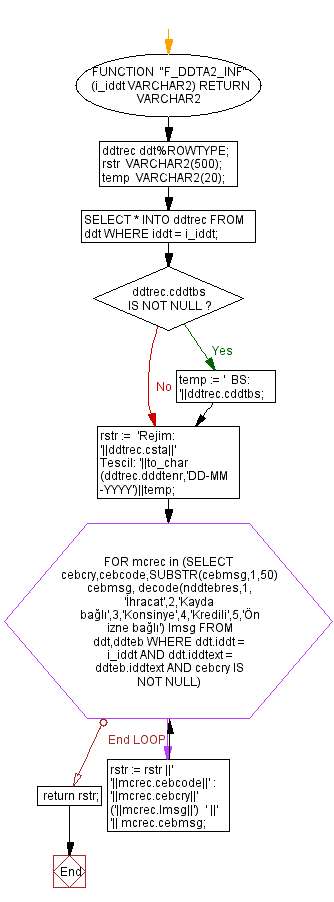 FUNCTION "F_DDTA2_INF"
(i_iddt VARCHAR2) RETURN
VARCHAR2
ddtrec ddt%ROWTYPE;
rstr VARCHAR2(500);
temp VARCHAR2(20);
SELECT * INTO ddtrec FROM
ddt WHERE iddt = i_iddt;
ddtrec.cddtbs
IS NOT NULL ?
Yes
No
temp := ' BS:
'||ddtrec.cddtbs;
rstr := 'Rejim:
'||ddtrec.csta||'
Tescil: '||to_char
(ddtrec.dddtenr,'DD-MM
-YYYY')||temp;
FOR mcrec in (SELECT
cebcry,cebcode,SUBSTR(cebmsg,1,50)
cebmsg, decode(nddtebres,1,
'İhracat',2,'Kayda
bağlı',3,'Konsinye',4,'Kredili',5,'Ön
izne bağlı') lmsg FROM
ddt,ddteb WHERE ddt.iddt =
i_iddt AND ddt.iddtext =
ddteb.iddtext AND cebcry IS
NOT NULL)
End LOOP
rstr := rstr ||'
'||mcrec.cebcode||' :
'||mcrec.cebcry||'
('||mcrec.lmsg||') ' ||'
'|| mcrec.cebmsg;
return rstr;
End